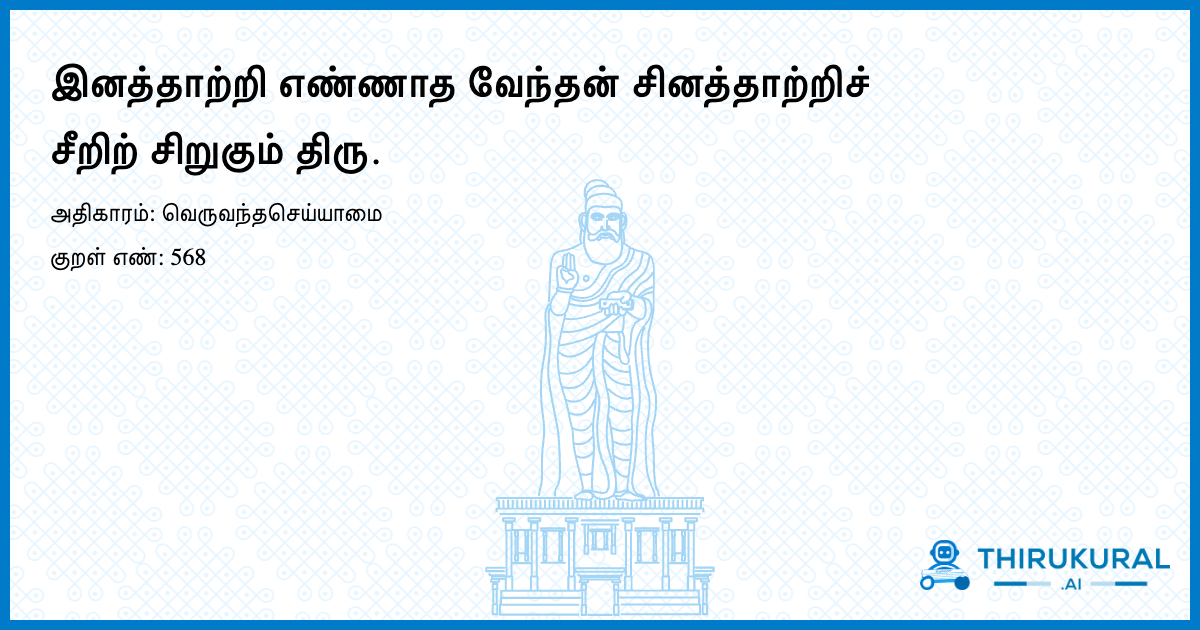 இனத்தாற்றி எண்ணாத வேந்தன் சினத்தாற்றிச்
சீறிற் சிறுகும் திரு.
அதிகாரம்: வெருவந்தசெய்யாமை
குறள் எண்: 568
THIRUKURAL
.AI